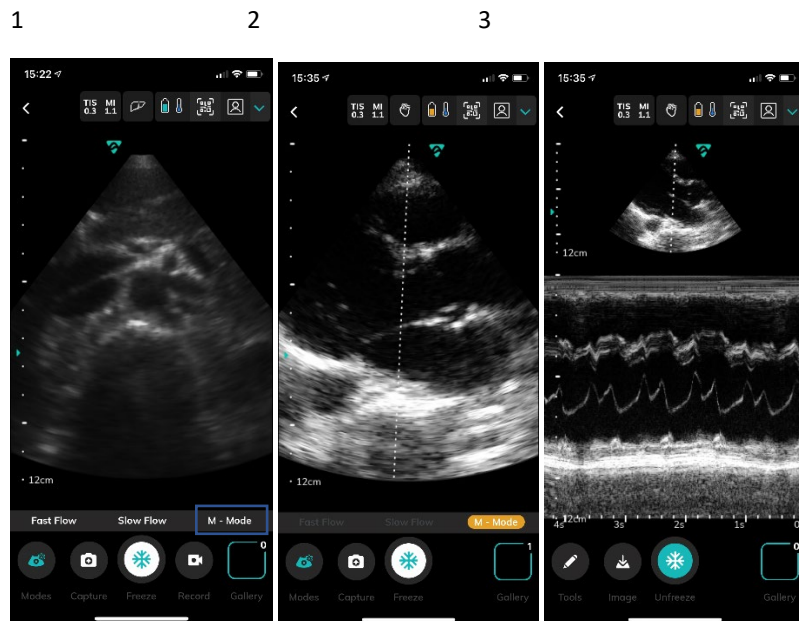 1 2 3
15:22
TIS 0.3 MI 1.1
12cm
Fast Flow Slow Flow M - Mode
Modes Capture Freeze Record Gallery
0
15:35
TIS 0.3 MI 1.1
12cm
Fast Flow Slow Flow M - Mode
Modes Capture Freeze Gallery
1
15:35
TIS 0.3 MI 1.1
12cm
12cm
4s 3s 2s 1s 0
Tools Image Unfreeze Gallery
0